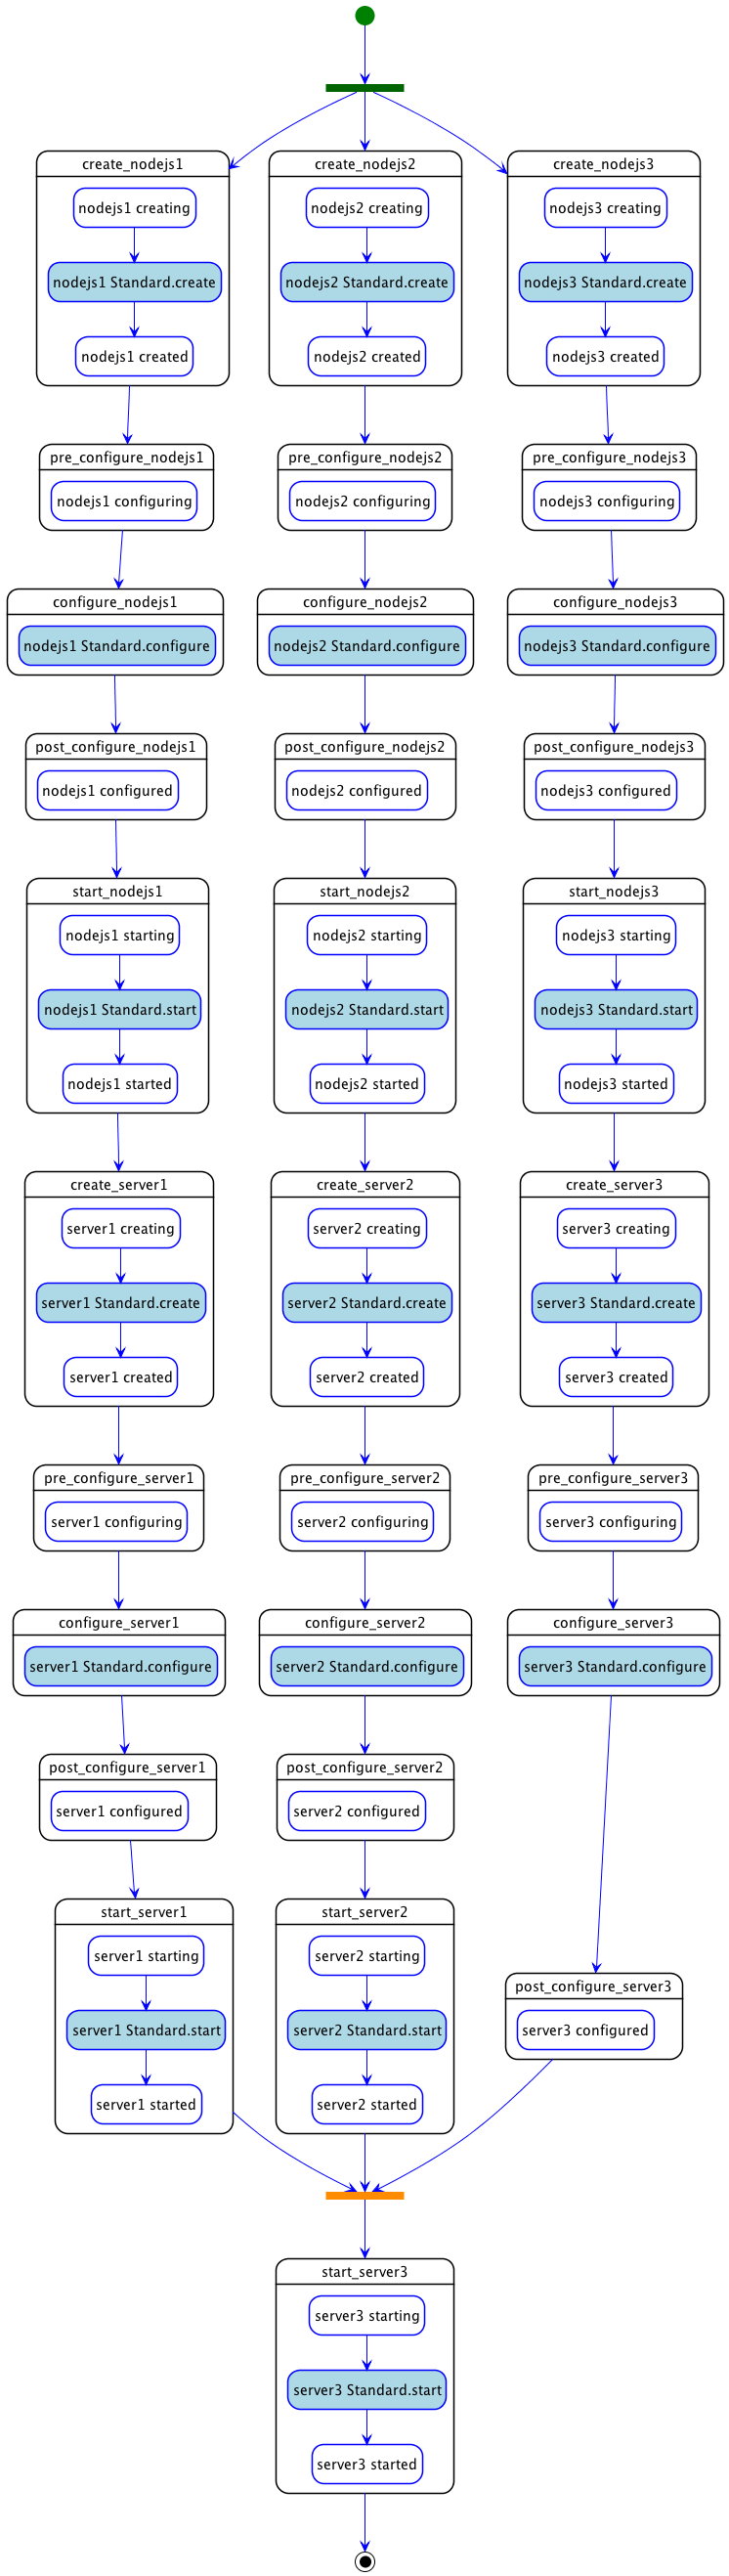 create_nodejs1
nodejs1 creating
nodejs1 Standard.create
nodejs1 created
pre_configure_nodejs1
nodejs1 configuring
configure_nodejs1
nodejs1 Standard.configure
post_configure_nodejs1
nodejs1 configured
start_nodejs1
nodejs1 starting
nodejs1 Standard.start
nodejs1 started
create_server1
server1 creating
server1 Standard.create
server1 created
pre_configure_server1
server1 configuring
configure_server1
server1 Standard.configure
post_configure_server1
server1 configured
start_server1
server1 starting
server1 Standard.start
server1 started
create_nodejs2
nodejs2 creating
nodejs2 Standard.create
nodejs2 created
pre_configure_nodejs2
nodejs2 configuring
configure_nodejs2
nodejs2 Standard.configure
post_configure_nodejs2
nodejs2 configured
start_nodejs2
nodejs2 starting
nodejs2 Standard.start
nodejs2 started
create_server2
server2 creating
server2 Standard.create
server2 created
pre_configure_server2
server2 configuring
configure_server2
server2 Standard.configure
post_configure_server2
server2 configured
start_server2
server2 starting
server2 Standard.start
server2 started
create_nodejs3
nodejs3 creating
nodejs3 Standard.create
nodejs3 created
pre_configure_nodejs3
nodejs3 configuring
configure_nodejs3
nodejs3 Standard.configure
post_configure_nodejs3
nodejs3 configured
start_nodejs3
nodejs3 starting
nodejs3 Standard.start
nodejs3 started
create_server3
server3 creating
server3 Standard.create
server3 created
pre_configure_server3
server3 configuring
configure_server3
server3 Standard.configure
post_configure_server3
server3 configured
start_server3
server3 starting
server3 Standard.start
server3 started